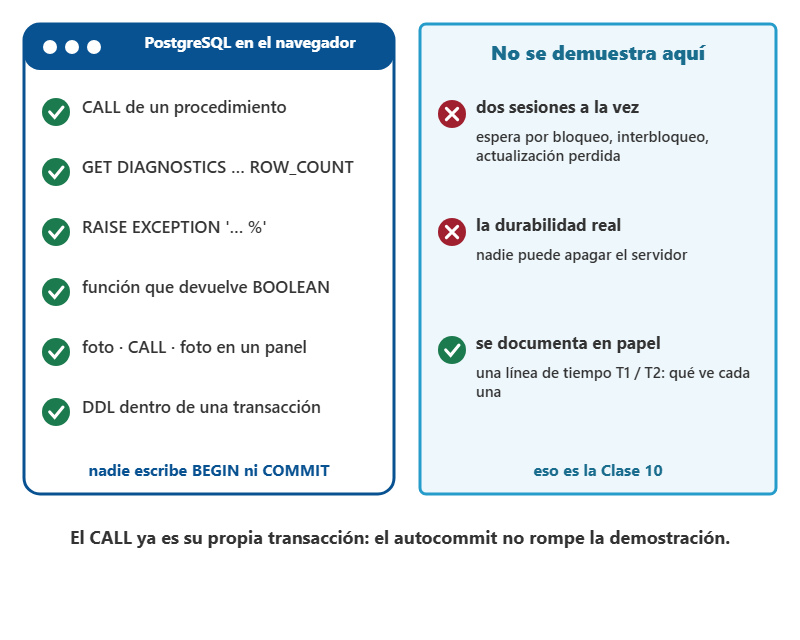 PostgreSQL en el navegador
CALL de un procedimiento
GET DIAGNOSTICS ... ROW_COUNT
RAISE EXCEPTION '... %'
función que devuelve BOOLEAN
foto · CALL · foto en un panel
DDL dentro de una transacción
nadie escribe BEGIN ni COMMIT
No se demuestra aquí
dos sesiones a la vez
espera por bloqueo, interbloqueo,
actualización perdida
la durabilidad real
nadie puede apagar el servidor
se documenta en papel
una línea de tiempo T1 / T2: qué ve cada
una
eso es la Clase 10
El CALL ya es su propia transacción: el autocommit no rompe la demostración.